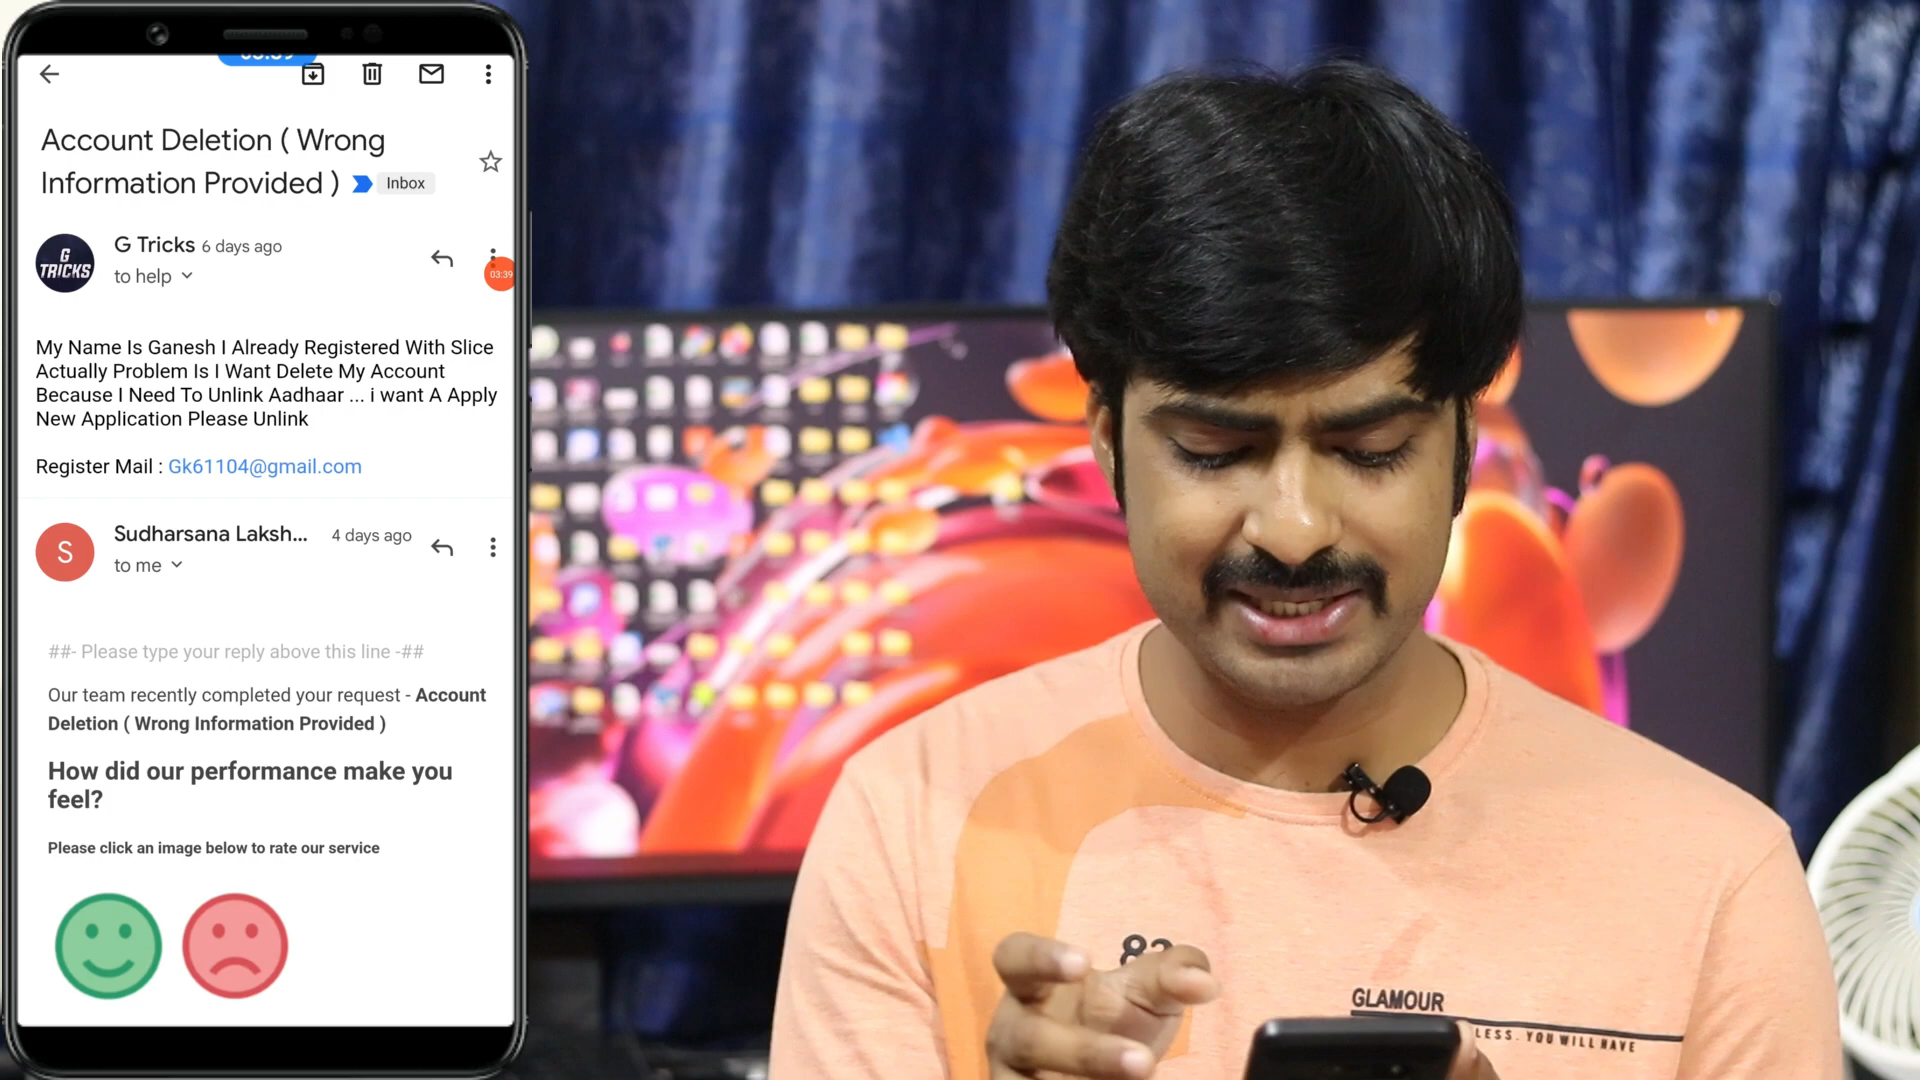 Account Deletion ( Wrong
Information Provided ) Inbox
G
TRICKS
G Tricks 6 days ago
to help
03:39
My Name Is Ganesh I Already Registered With Slice
Actually Problem Is I Want Delete My Account
Because I Need To Unlink Aadhaar ... i want A Apply
New Application Please Unlink
Register Mail : Gk61104@gmail.com
S
Sudharsana Laksh... 4 days ago
to me
##- Please type your reply above this line -##
Our team recently completed your request - Account
Deletion ( Wrong Information Provided )
How did our performance make you
feel?
Please click an image below to rate our service
GLAMOUR
LESS. YOU WILL HAVE